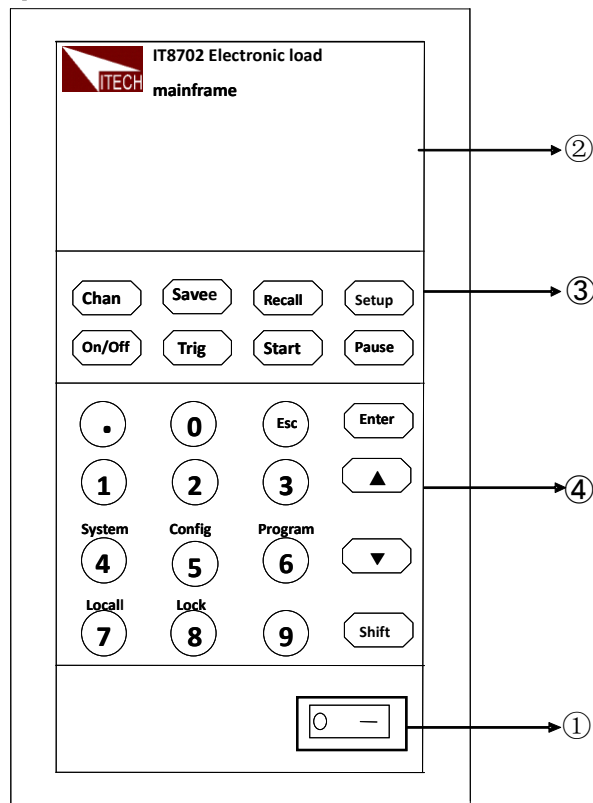 ITECH
IT8702 Electronic load
mainframe
②
Chan Savee Recall Setup
③
On/Off Trig Start Pause
. 0 Esc Enter
1 2 3 ▲
④
System Config Program
4 5 6 ▼
Locall Lock
7 8 9 Shift
O —
①